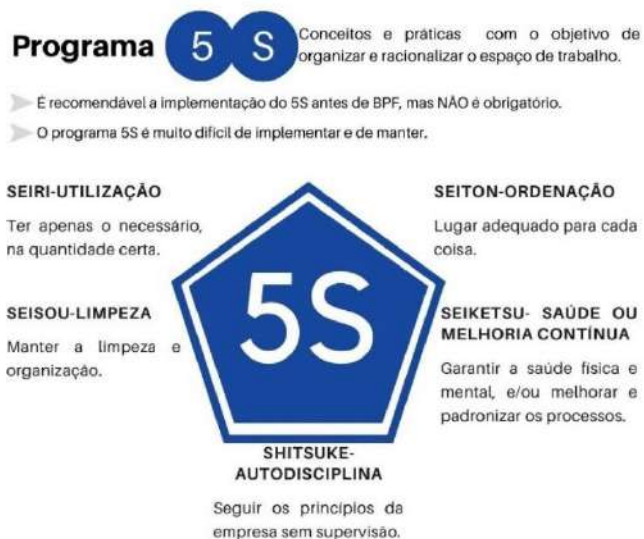 Programa 5 S
Conceitos e práticas com o objetivo de
organizar e racionalizar o espaço de trabalho.
É recomendável a implementação do 5S antes de BPF, mas NÃO é obrigatório.
O programa 5S é muito difícil de implementar e de manter.
SEIRI-UTILIZAÇÃO
Ter apenas o necessário,
na quantidade certa.
SEITON-ORDENAÇÃO
Lugar adequado para cada
coisa.
5S
SEISOU-LIMPEZA
Manter a limpeza e
organização.
SEIKETSU- SAÚDE OU
MELHORIA CONTÍNUA
Garantir a saúde física e
mental, e/ou melhorar e
padronizar os processos.
SHITSUKE-
AUTODISCIPLINA
Seguir os princípios da
empresa sem supervisão.